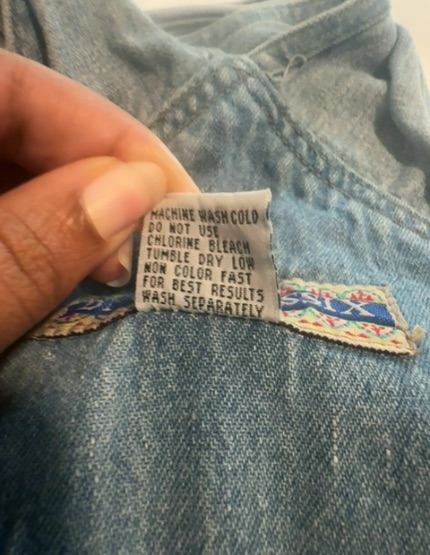 MACHINE WASH COLD
DO NOT USE
CHLORINE BLEACH
TUMBLE DRY LOW
NON COLOR FAST
FOR BEST RESULTS
WASH SEPARATELY